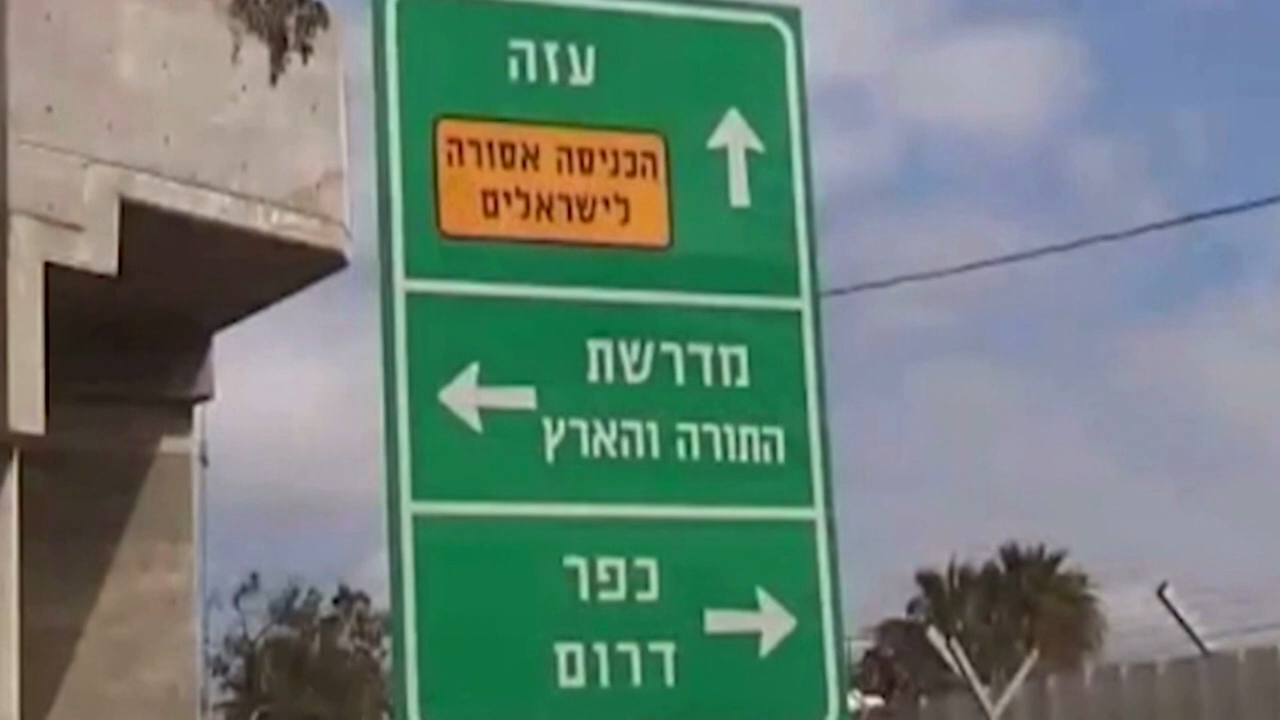 עזה
הכניסה אסורה
לישראלים
מדרשת
התורה והארץ
כפר
דרום